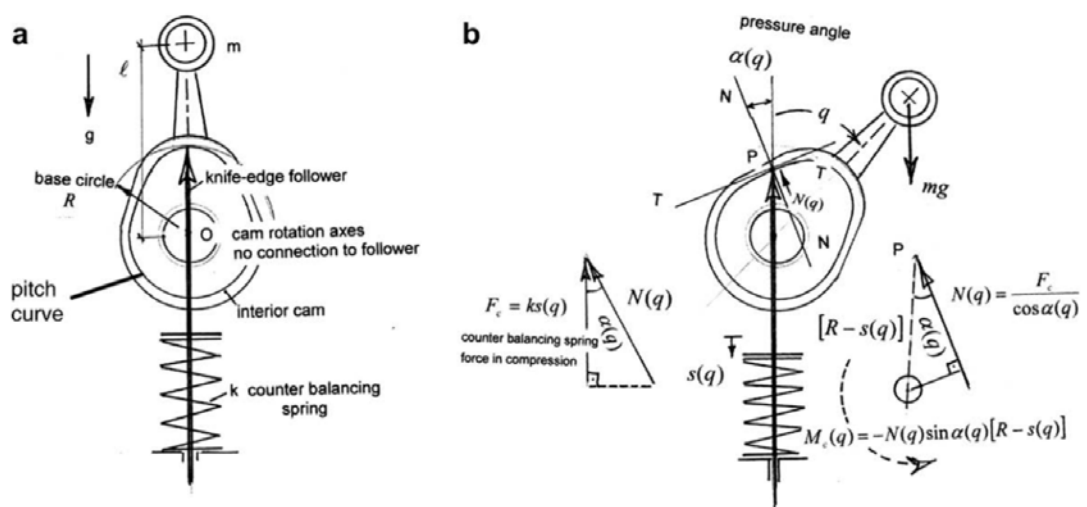 a
m
ℓ
g
base circle
R
knife-edge follower
O
cam rotation axes
no connection to follower
pitch
curve
interior cam
k counter balancing
spring
b
pressure angle
α(q)
N
q
P
T
T
N(q)
mg
N
F_c = ks(q)
N(q)
α(q)
counter balancing spring
force in compression
s(q)
P
N(q) = F_c / cos α(q)
[R − s(q)]
α(q)
M_c(q) = −N(q) sin α(q)[R − s(q)]